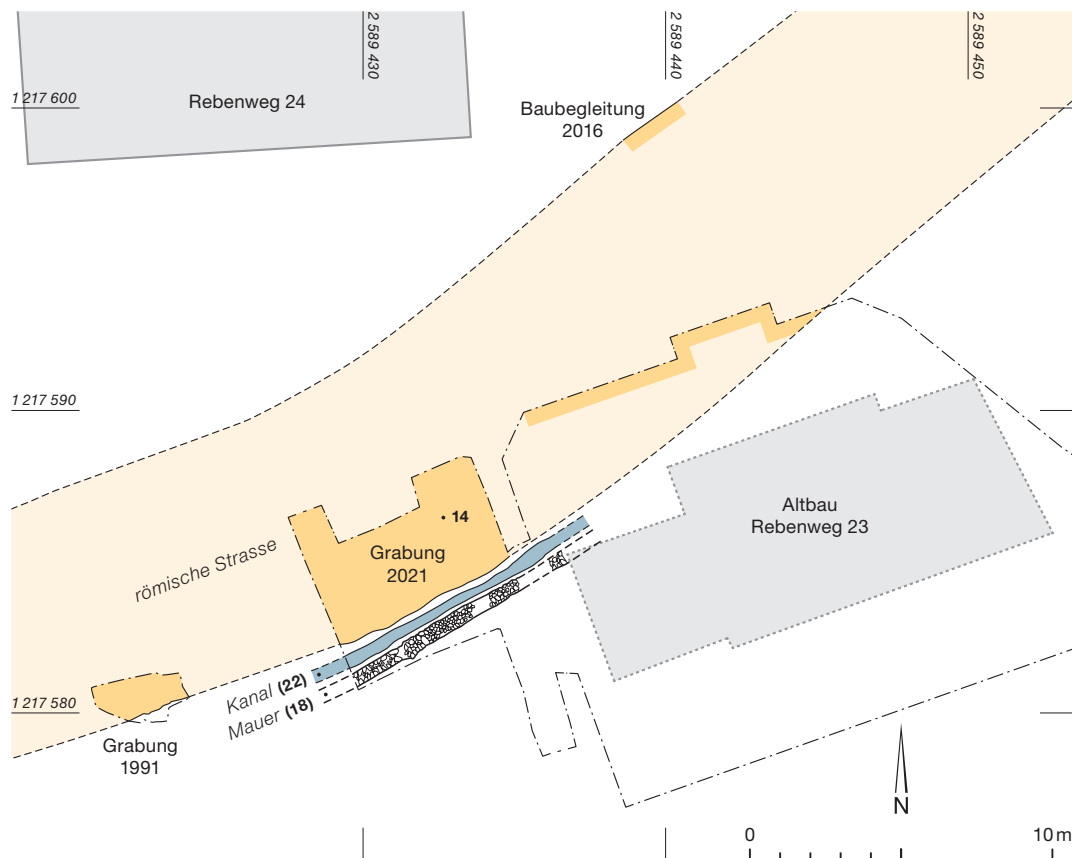 2 589 430
2 589 440
2 589 450
1 217 600
Rebenweg 24
Baubegleitung
2016
1 217 590
14
Grabung
2021
Altbau
Rebenweg 23
römische Strasse
Kanal (22)
Mauer (18)
1 217 580
Grabung
1991
N
0
10 m